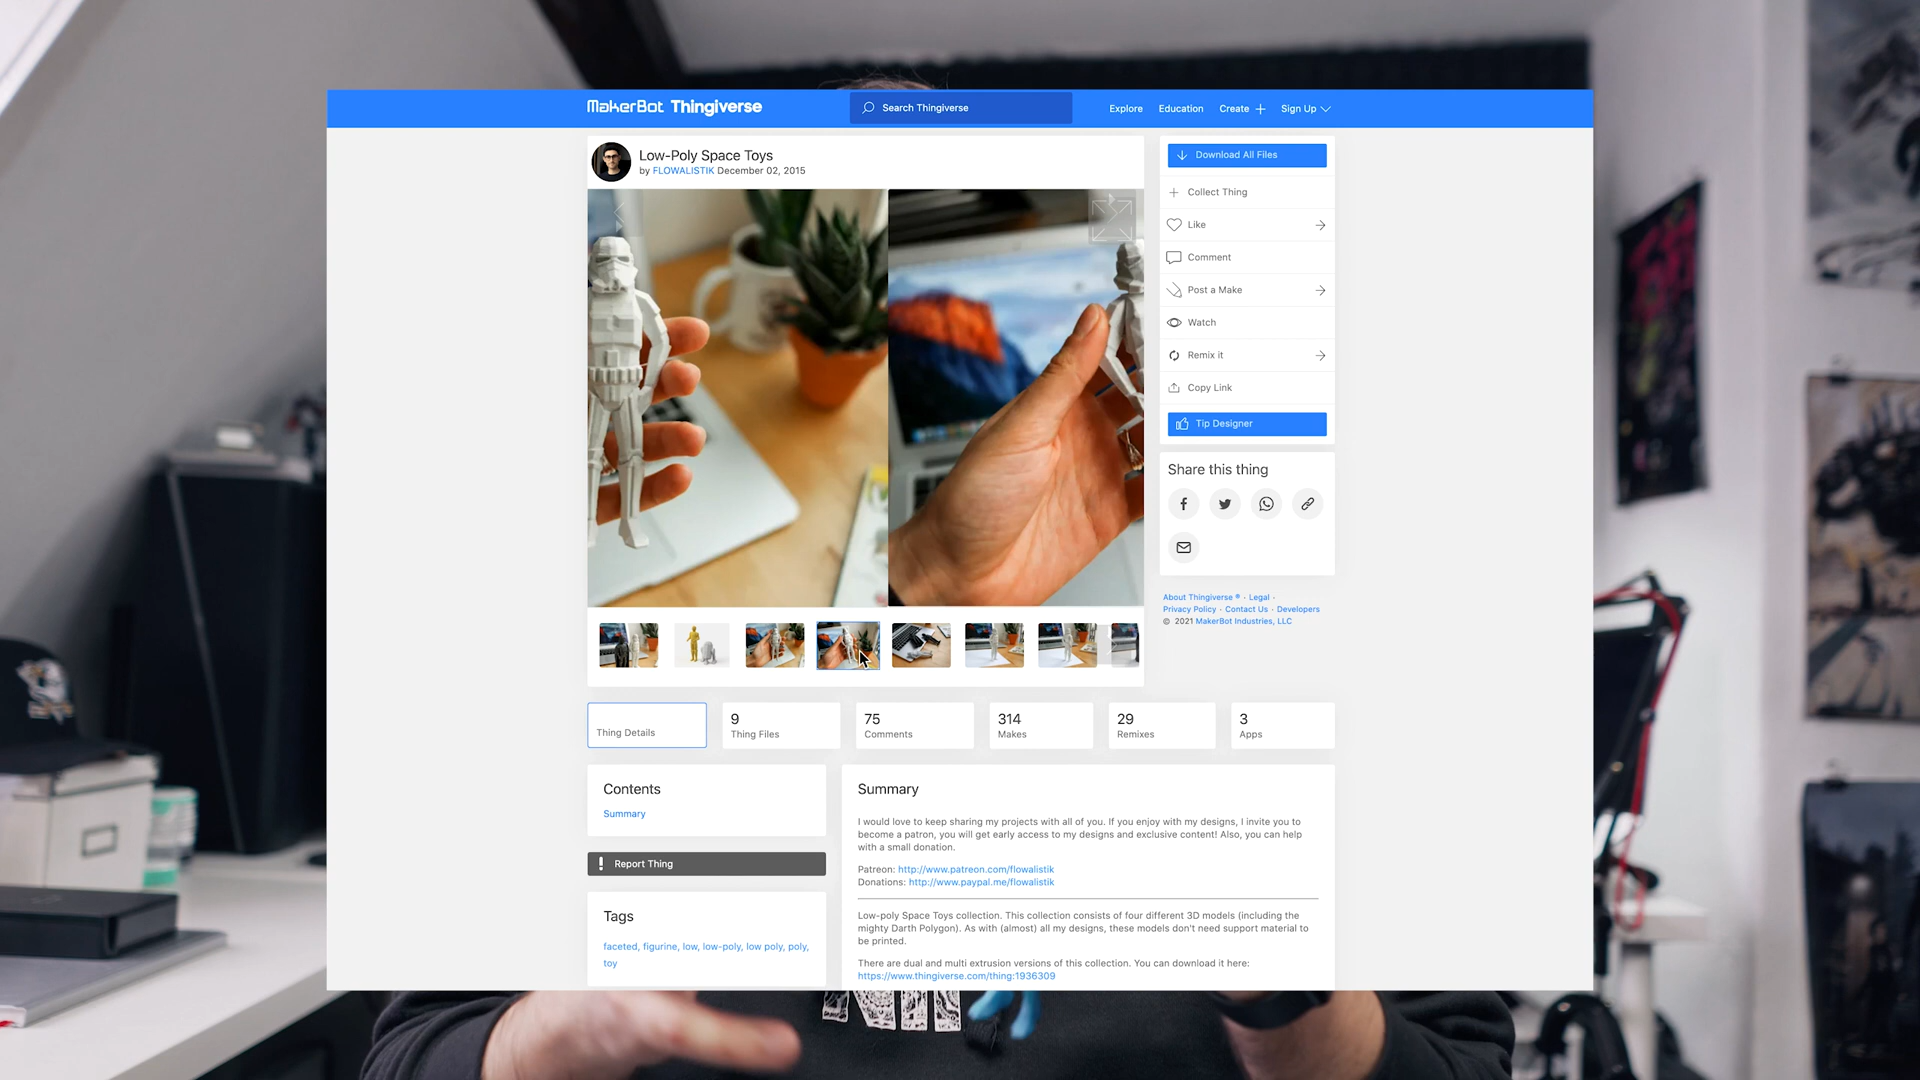 MakerBot Thingiverse
Search Thingiverse
Explore
Education
Create
Sign Up
Low-Poly Space Toys
by FLOWALISTIK December 02, 2015
Download All Files
Collect Thing
Like
Comment
Post a Make
Watch
Remix it
Copy Link
Tip Designer
Share this thing
About Thingiverse ® · Legal ·
Privacy Policy · Contact Us · Developers
© 2021 MakerBot Industries, LLC
Thing Details
9
Thing Files
75
Comments
314
Makes
29
Remixes
3
Apps
Contents
Summary
Report Thing
Tags
faceted, figurine, low, low-poly, low poly, poly,
toy
Summary
I would love to keep sharing my projects with all of you. If you enjoy with my designs, I invite you to
become a patron, you will get early access to my designs and exclusive content! Also, you can help
with a small donation.
Patreon: http://www.patreon.com/flowalistik
Donations: http://www.paypal.me/flowalistik
Low-poly Space Toys collection. This collection consists of four different 3D models (including the
mighty Darth Polygon). As with (almost) all my designs, these models don't need support material to
be printed.
There are dual and multi extrusion versions of this collection. You can download it here:
https://www.thingiverse.com/thing:1936309